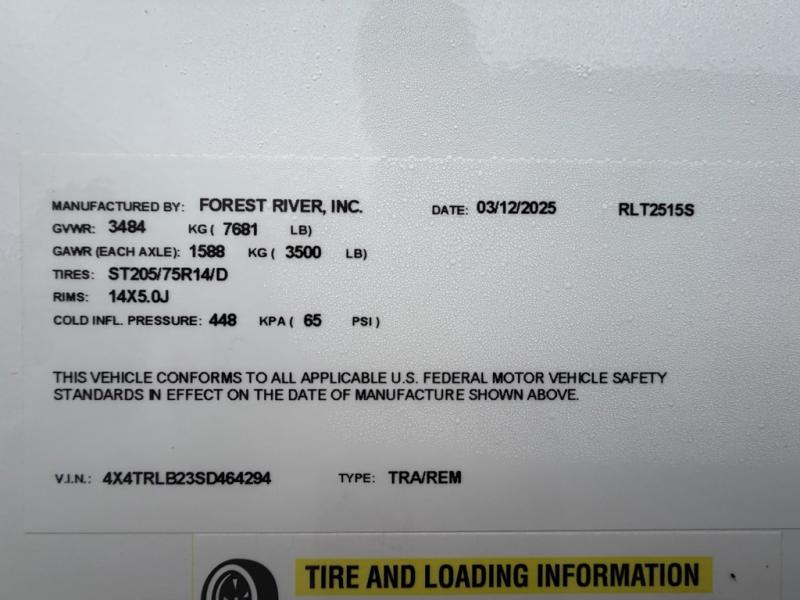 MANUFACTURED BY: FOREST RIVER, INC. DATE: 03/12/2025 RLT2515S
GVWR: 3484 KG ( 7681 LB)
GAWR (EACH AXLE): 1588 KG ( 3500 LB)
TIRES: ST205/75R14/D
RIMS: 14X5.0J
COLD INFL. PRESSURE: 448 KPA ( 65 PSI )
THIS VEHICLE CONFORMS TO ALL APPLICABLE U.S. FEDERAL MOTOR VEHICLE SAFETY
STANDARDS IN EFFECT ON THE DATE OF MANUFACTURE SHOWN ABOVE.
V.I.N.: 4X4TRLB23SD464294 TYPE: TRA/REM
TIRE AND LOADING INFORMATION